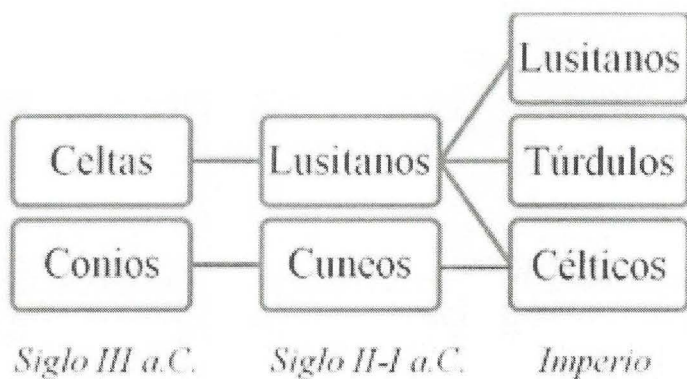 Lusitanos
Celtas Lusitanos Túrdulos
Conios Cuneos Célticos
Siglo III a.C. Siglo II-I a.C. Imperio